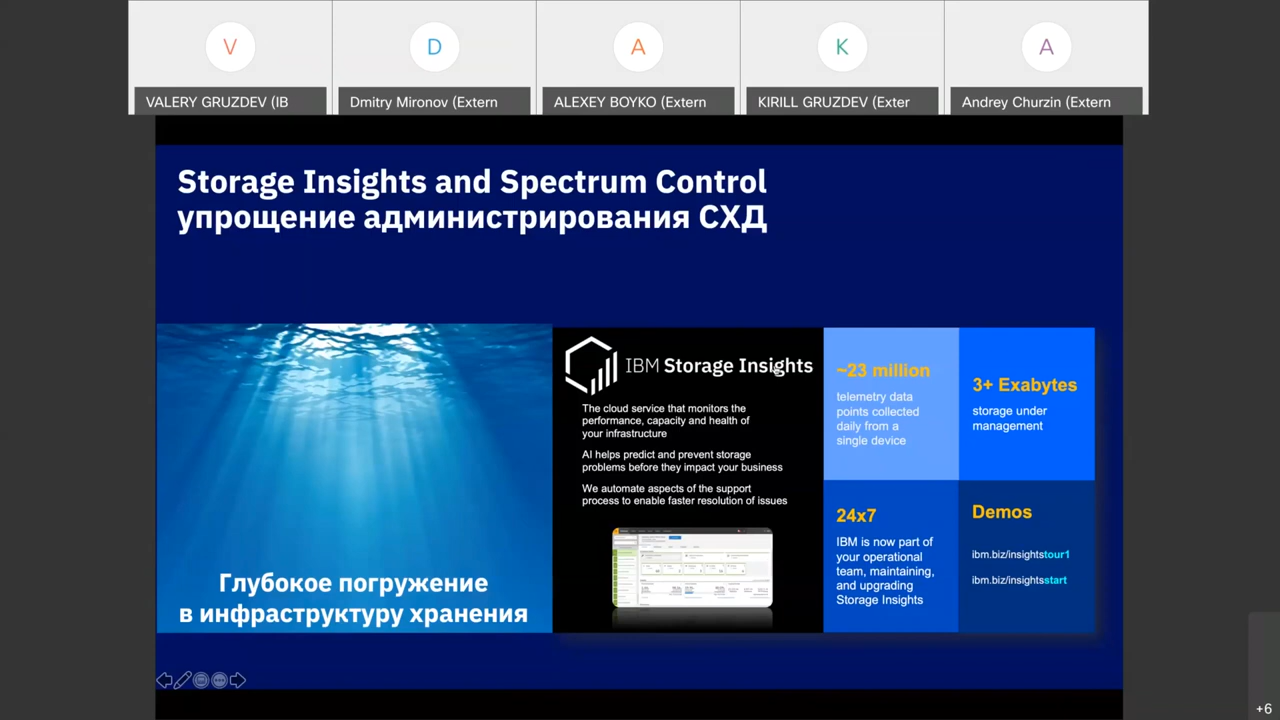 V
D
A
K
A
VALERY GRUZDEV (IB
Dmitry Mironov (Extern
ALEXEY BOYKO (Extern
KIRILL GRUZDEV (Exter
Andrey Churzin (Extern
Storage Insights and Spectrum Control
упрощение администрирования СХД
Глубокое погружение
в инфраструктуру хранения
IBM Storage Insights
The cloud service that monitors the
performance, capacity and health of
your infrastructure
AI helps predict and prevent storage
problems before they impact your business
We automate aspects of the support
process to enable faster resolution of issues
~23 million
telemetry data
points collected
daily from a
single device
3+ Exabytes
storage under
management
24x7
IBM is now part of
your operational
team, maintaining,
and upgrading
Storage Insights
Demos
ibm.biz/insightstour1
ibm.biz/insightsstart
+6